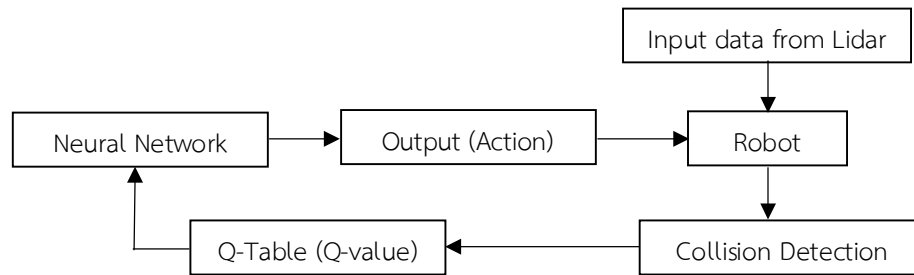 Input data from Lidar
Neural Network
Output (Action)
Robot
Q-Table (Q-value)
Collision Detection